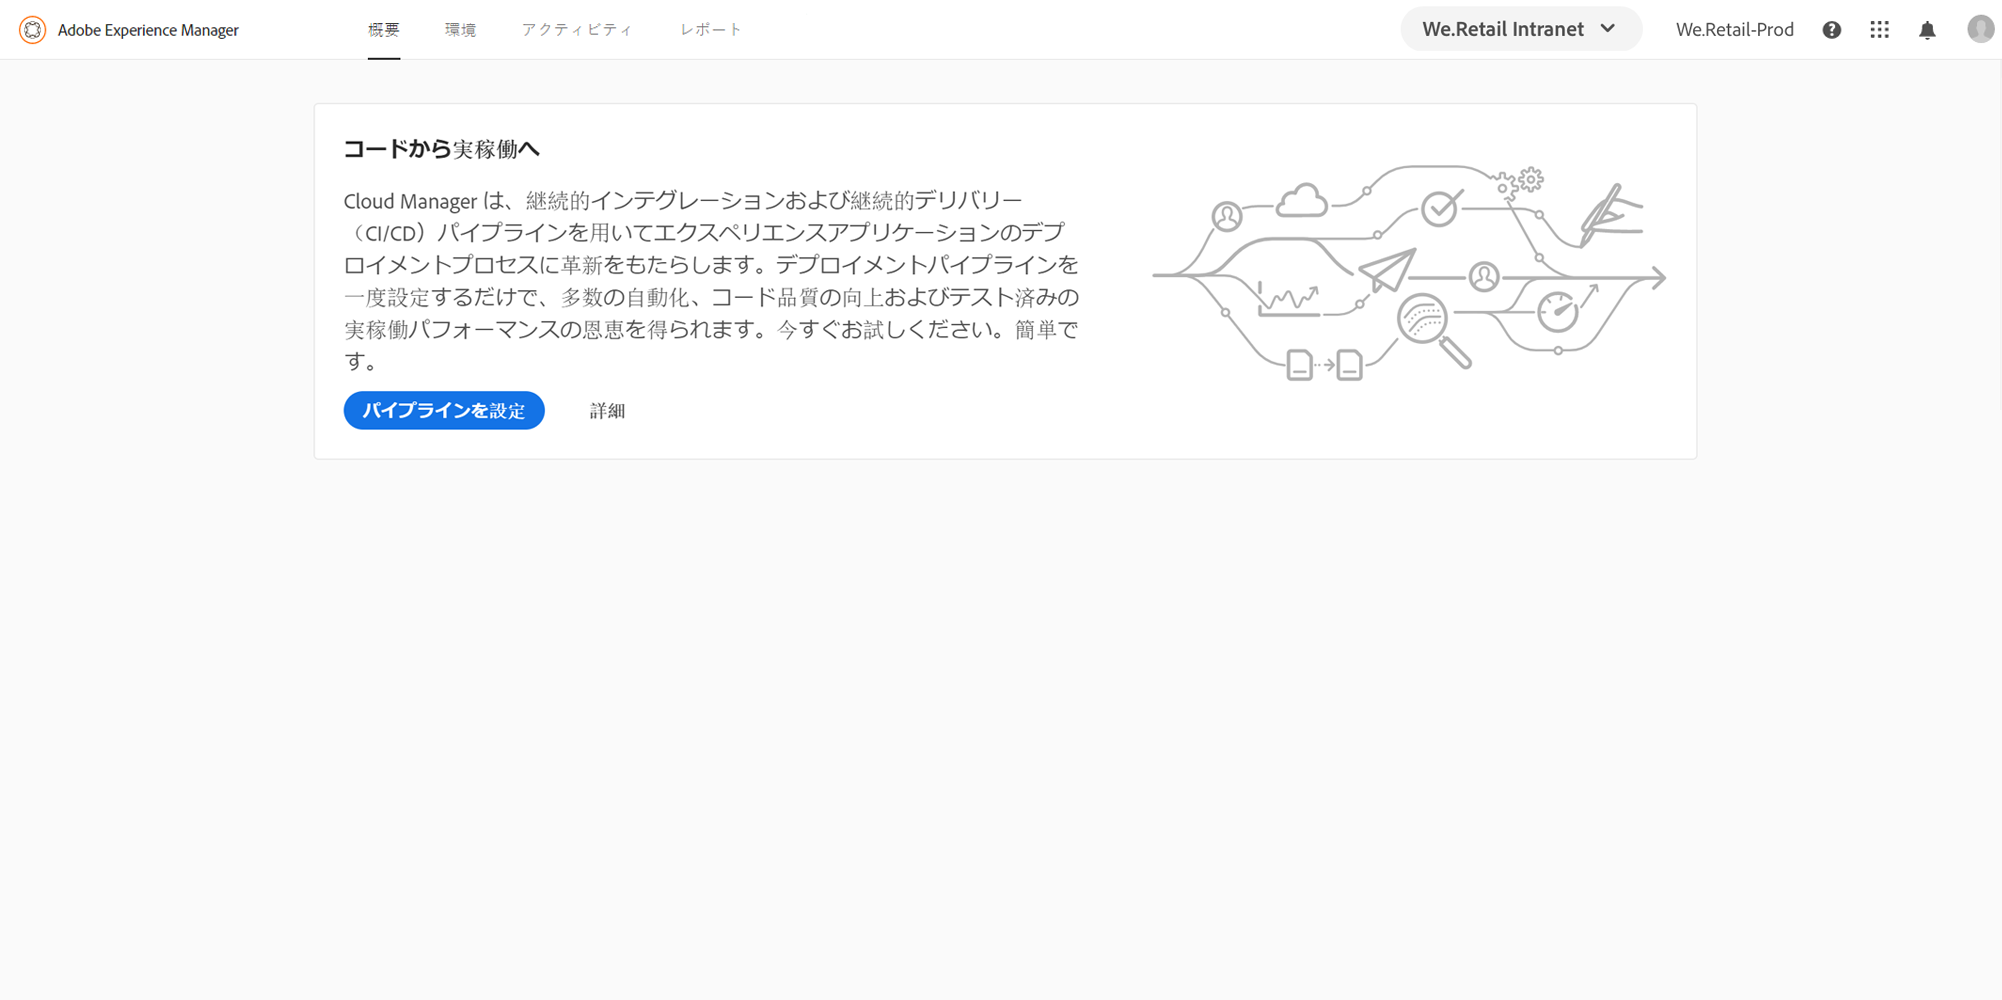 Adobe Experience Manager
概要
環境
アクティビティ
レポート
We.Retail Intranet
We.Retail-Prod
コードから実稼働へ
Cloud Manager は、継続的インテグレーションおよび継続的デリバリー
（CI/CD）パイプラインを用いてエクスペリエンスアプリケーションのデプ
ロイメントプロセスに革新をもたらします。デプロイメントパイプラインを
一度設定するだけで、多数の自動化、コード品質の向上およびテスト済みの
実稼働パフォーマンスの恩恵を得られます。今すぐお試しください。簡単で
す。
パイプラインを設定
詳細